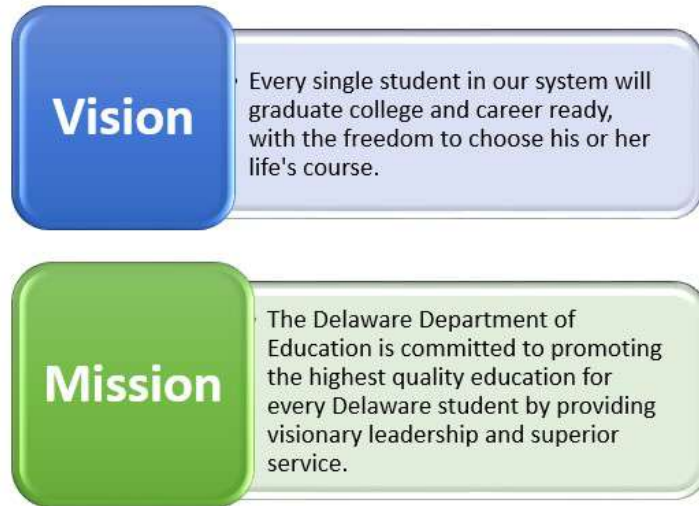 Vision
Every single student in our system will
graduate college and career ready,
with the freedom to choose his or her
life's course.
Mission
The Delaware Department of
Education is committed to promoting
the highest quality education for
every Delaware student by providing
visionary leadership and superior
service.